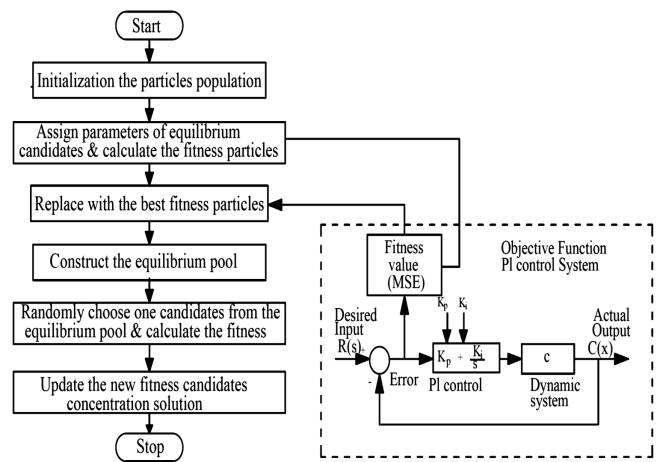 Start
Initialization the particles population
Assign parameters of equilibrium
candidates & calculate the fitness particles
Replace with the best fitness particles
Construct the equilibrium pool
Randomly choose one candidates from the
equilibrium pool & calculate the fitness
Update the new fitness candidates
concentration solution
Stop
Fitness
value
(MSE)
Objective Function
Pl control System
Kp
Ki
Desired
Input
R(s)
+
-
Error
Kp + Ki/s
Pl control
c
Dynamic
system
Actual
Output
C(x)